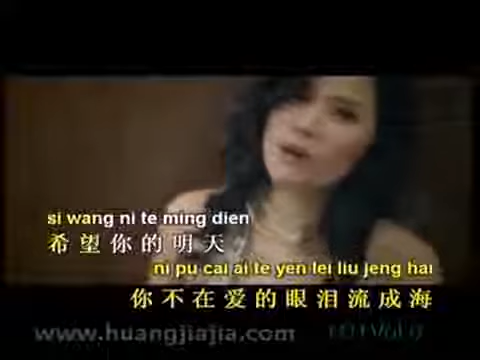 si wang ni te ming dien
希望你的明天
ni pu cai ai te yen lei liu jeng hai
你不在爱的眼泪流成海
www.huangjiajia.com